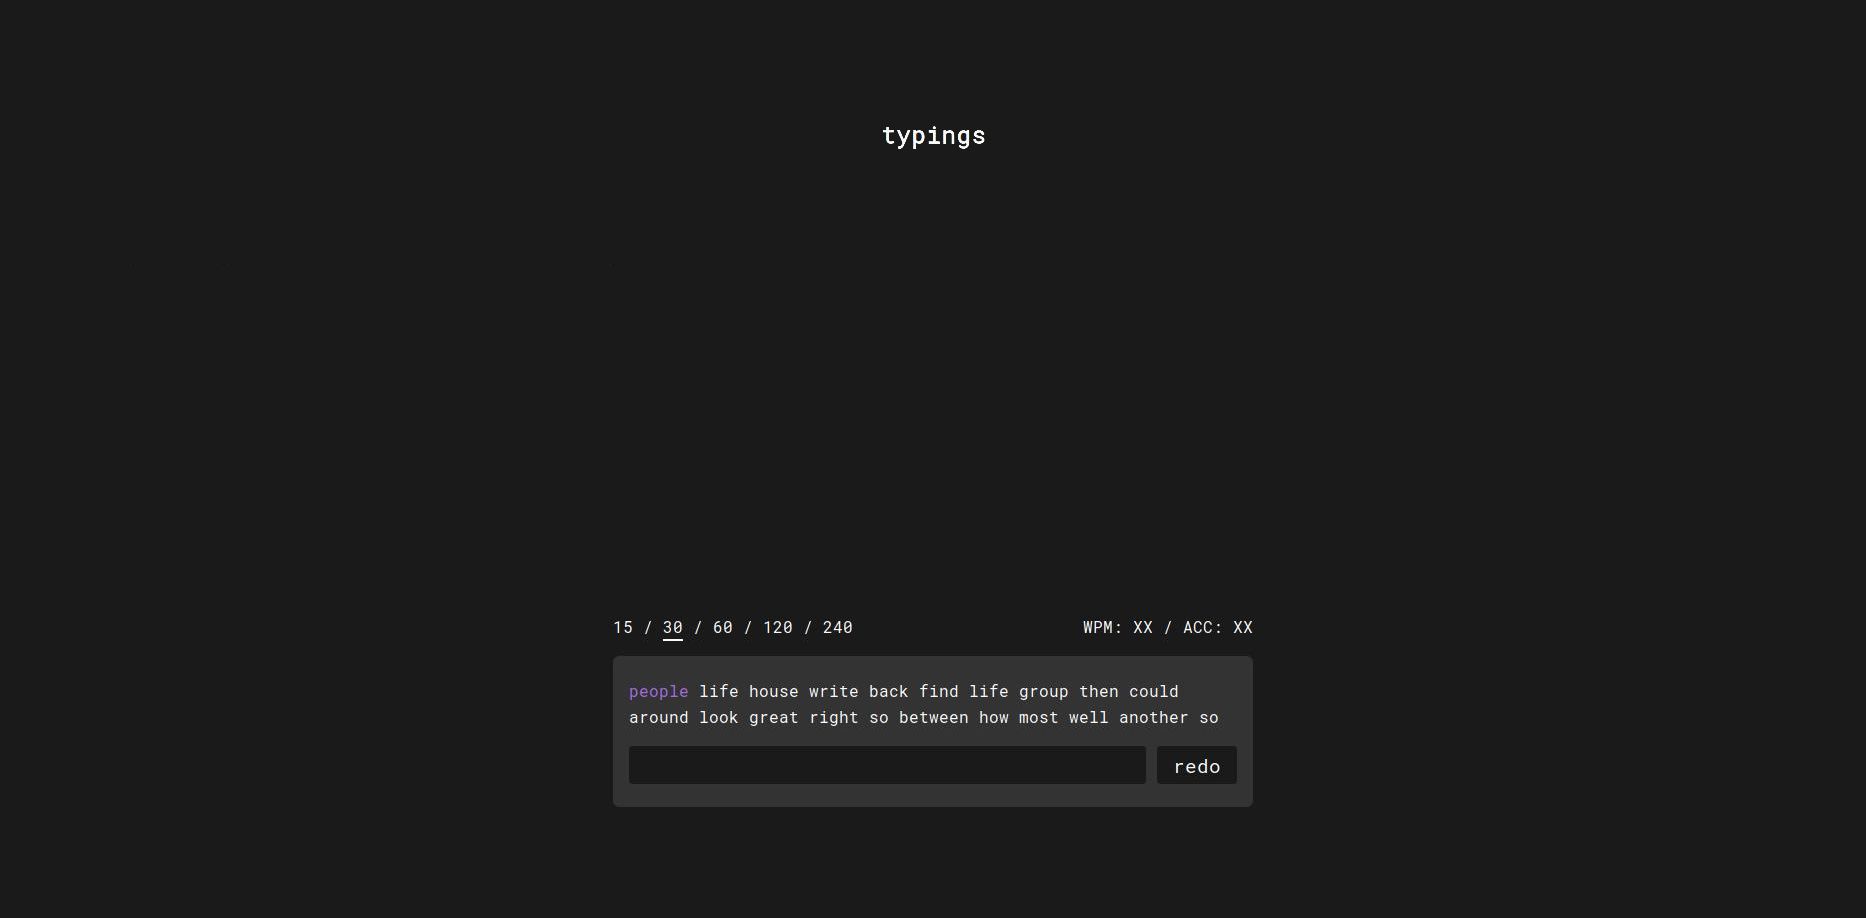 typings
15 / 30 / 60 / 120 / 240
WPM: XX / ACC: XX
people life house write back find life group then could
around look great right so between how most well another so
redo